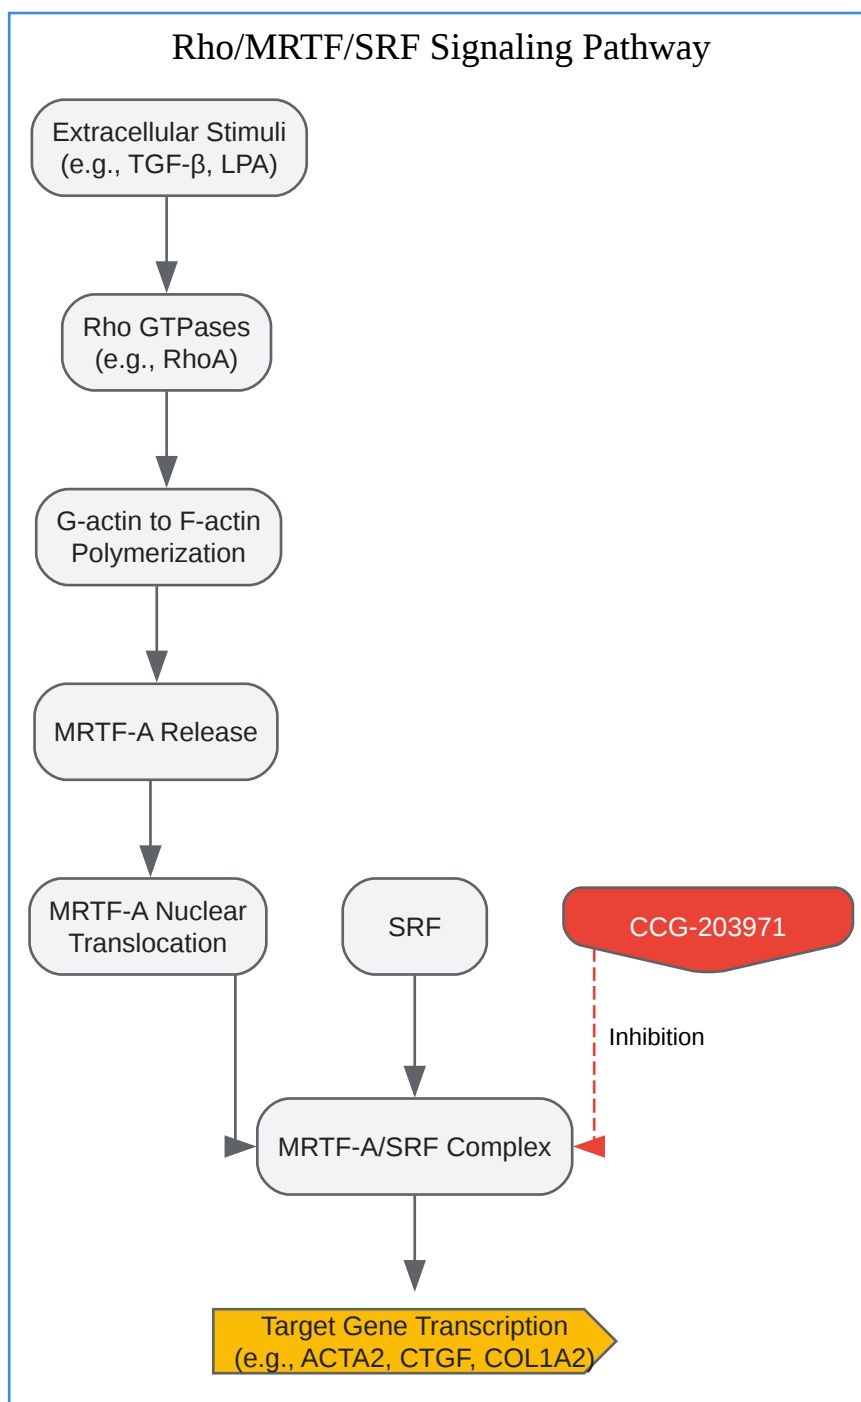 Rho/MRTF/SRF Signaling Pathway
Extracellular Stimuli
(e.g., TGF-β, LPA)
Rho GTPases
(e.g., RhoA)
G-actin to F-actin
Polymerization
MRTF-A Release
MRTF-A Nuclear
Translocation
SRF
CCG-203971
Inhibition
MRTF-A/SRF Complex
Target Gene Transcription
(e.g., ACTA2, CTGF, COL1A2)